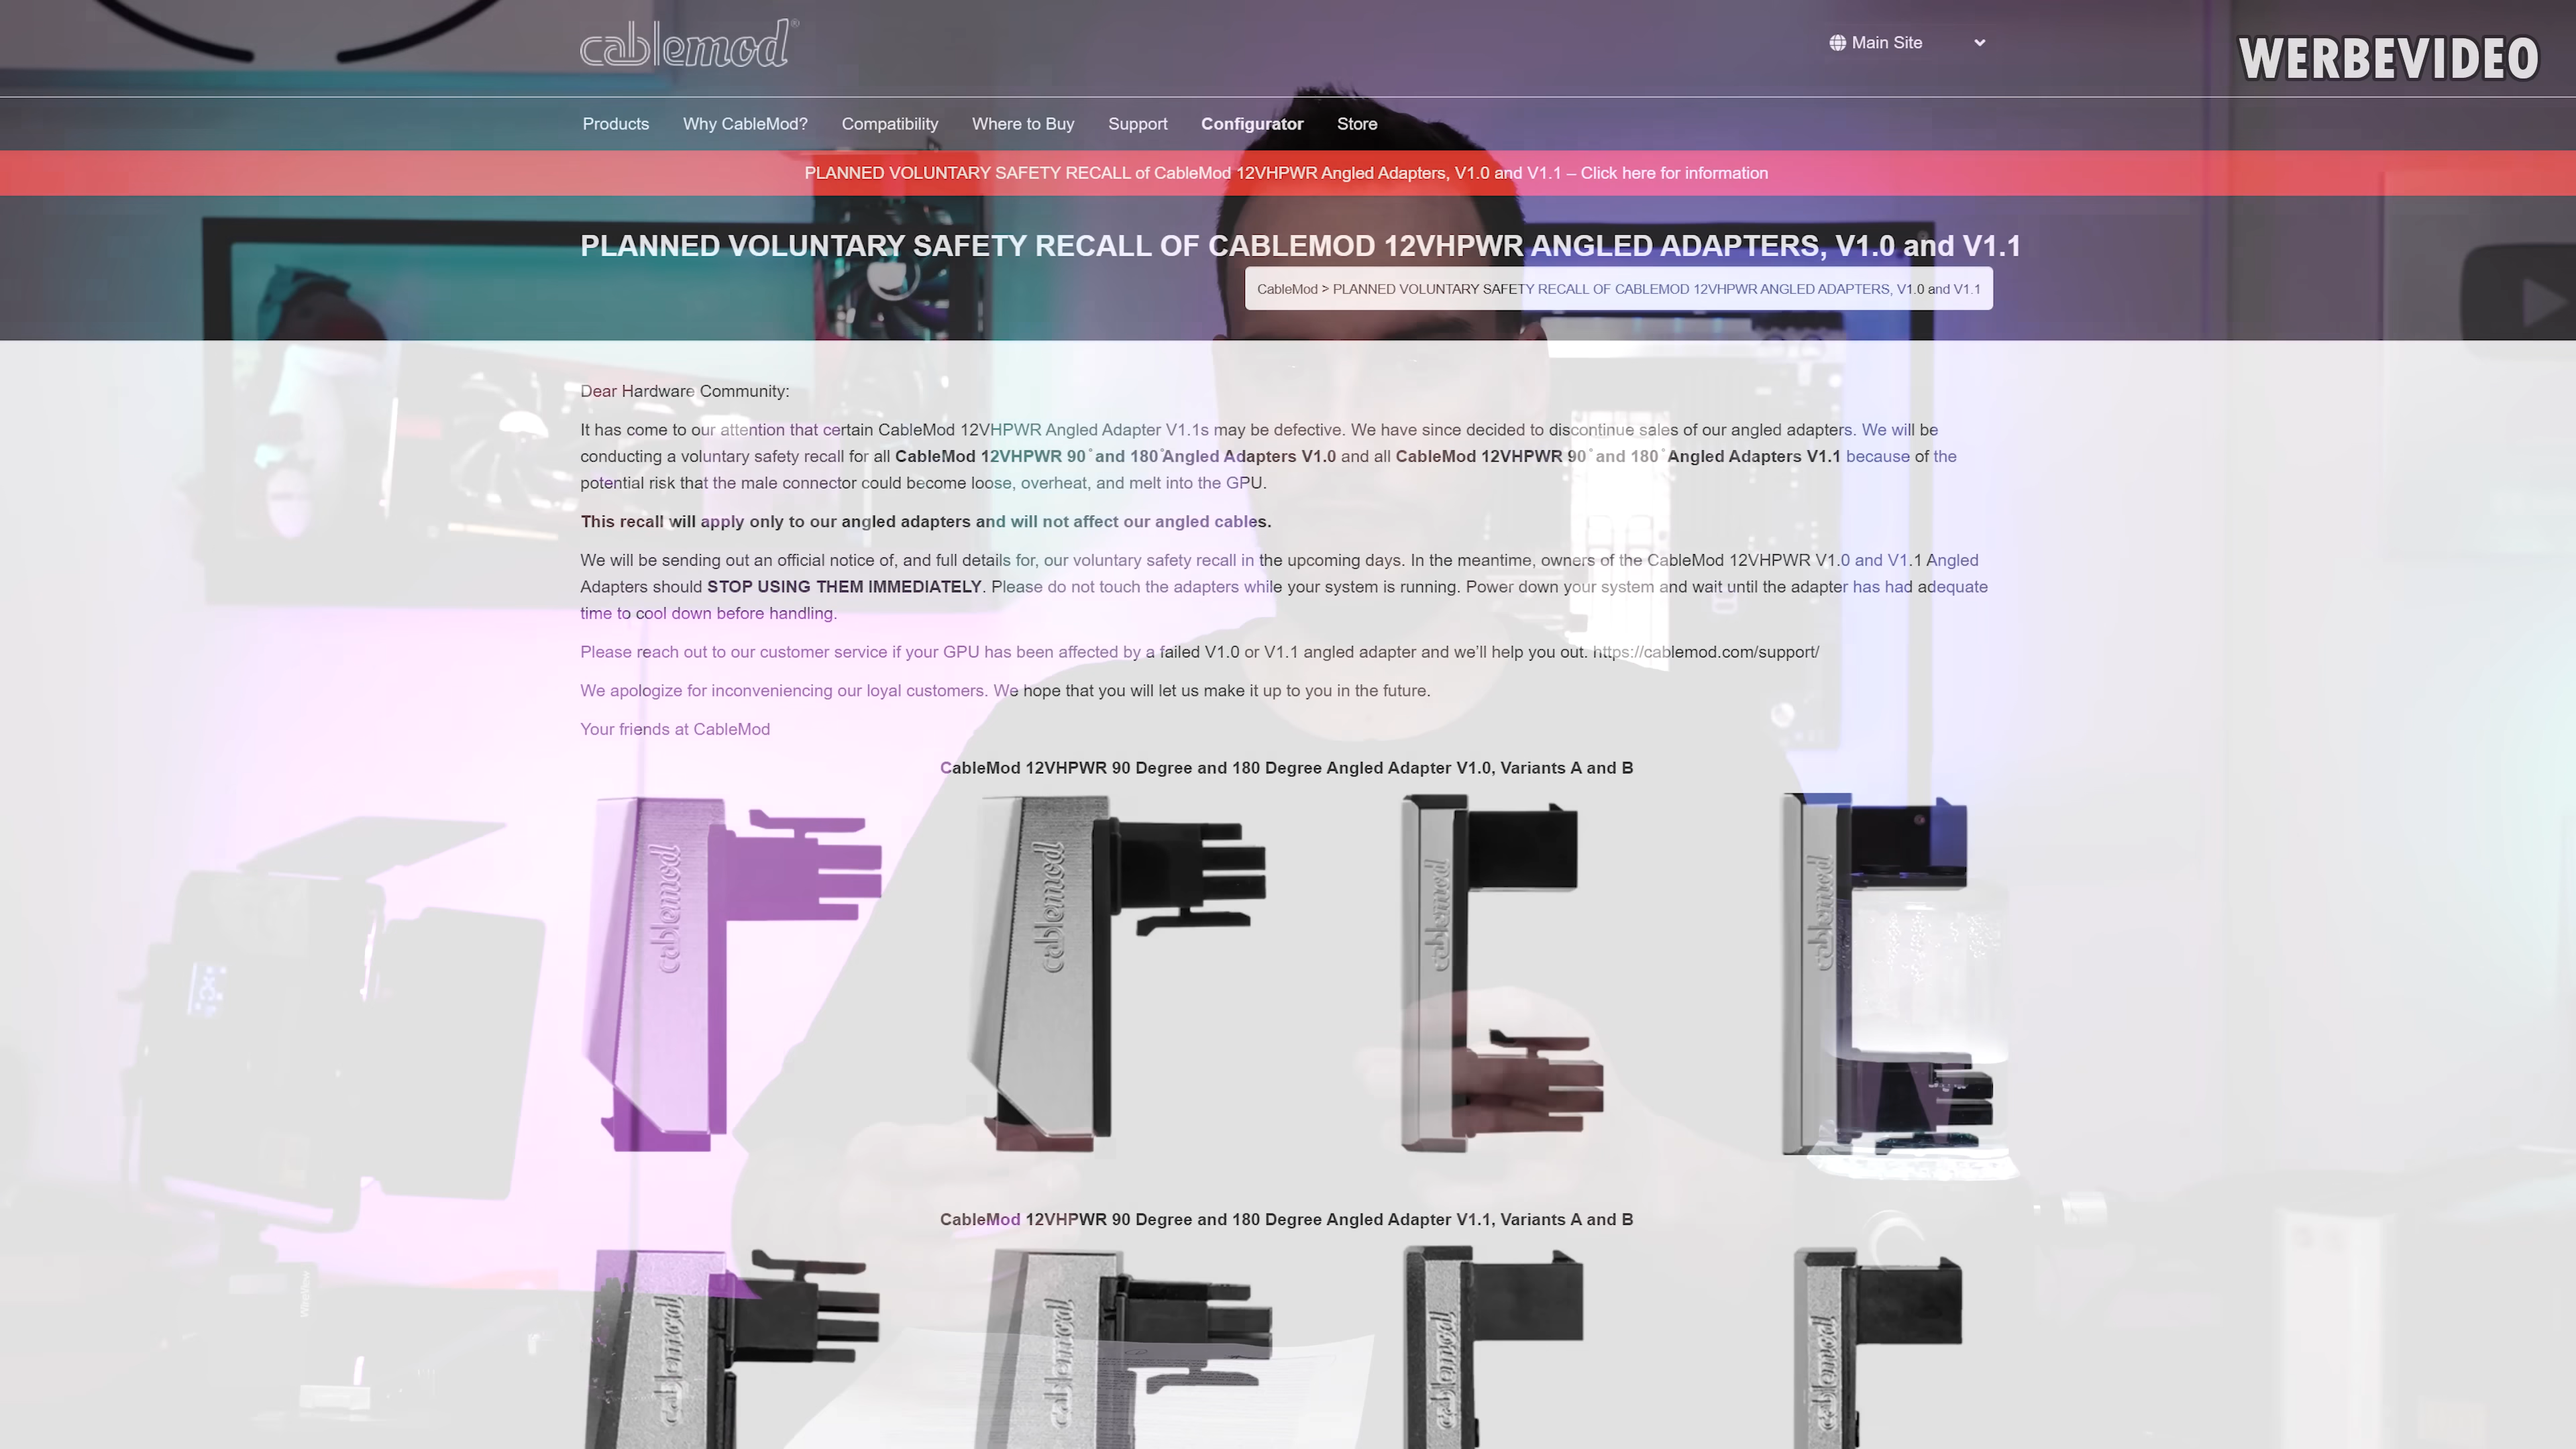 cablemod®
Main Site
WERBEVIDEO
Products Why CableMod? Compatibility Where to Buy Support Configurator Store
PLANNED VOLUNTARY SAFETY RECALL of CableMod 12VHPWR Angled Adapters, V1.0 and V1.1 – Click here for information
PLANNED VOLUNTARY SAFETY RECALL OF CABLEMOD 12VHPWR ANGLED ADAPTERS, V1.0 and V1.1
CableMod > PLANNED VOLUNTARY SAFETY RECALL OF CABLEMOD 12VHPWR ANGLED ADAPTERS, V1.0 and V1.1
Dear Hardware Community:
It has come to our attention that certain CableMod 12VHPWR Angled Adapter V1.1s may be defective. We have since decided to discontinue sales of our angled adapters. We will be
conducting a voluntary safety recall for all CableMod 12VHPWR 90˚and 180˚Angled Adapters V1.0 and all CableMod 12VHPWR 90˚and 180˚Angled Adapters V1.1 because of the
potential risk that the male connector could become loose, overheat, and melt into the GPU.
This recall will apply only to our angled adapters and will not affect our angled cables.
We will be sending out an official notice of, and full details for, our voluntary safety recall in the upcoming days. In the meantime, owners of the CableMod 12VHPWR V1.0 and V1.1 Angled
Adapters should STOP USING THEM IMMEDIATELY. Please do not touch the adapters while your system is running. Power down your system and wait until the adapter has had adequate
time to cool down before handling.
Please reach out to our customer service if your GPU has been affected by a failed V1.0 or V1.1 angled adapter and we'll help you out. https://cablemod.com/support/
We apologize for inconveniencing our loyal customers. We hope that you will let us make it up to you in the future.
Your friends at CableMod
CableMod 12VHPWR 90 Degree and 180 Degree Angled Adapter V1.0, Variants A and B
cablemod cablemod cablemod cablemod
CableMod 12VHPWR 90 Degree and 180 Degree Angled Adapter V1.1, Variants A and B
cablemod cablemod cablemod cablemod